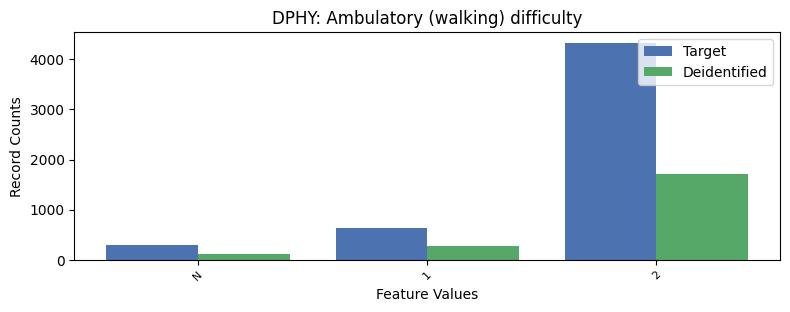 DPHY: Ambulatory (walking) difficulty
Target
Deidentified
Record Counts
4000
3000
2000
1000
0
N
1
2
Feature Values